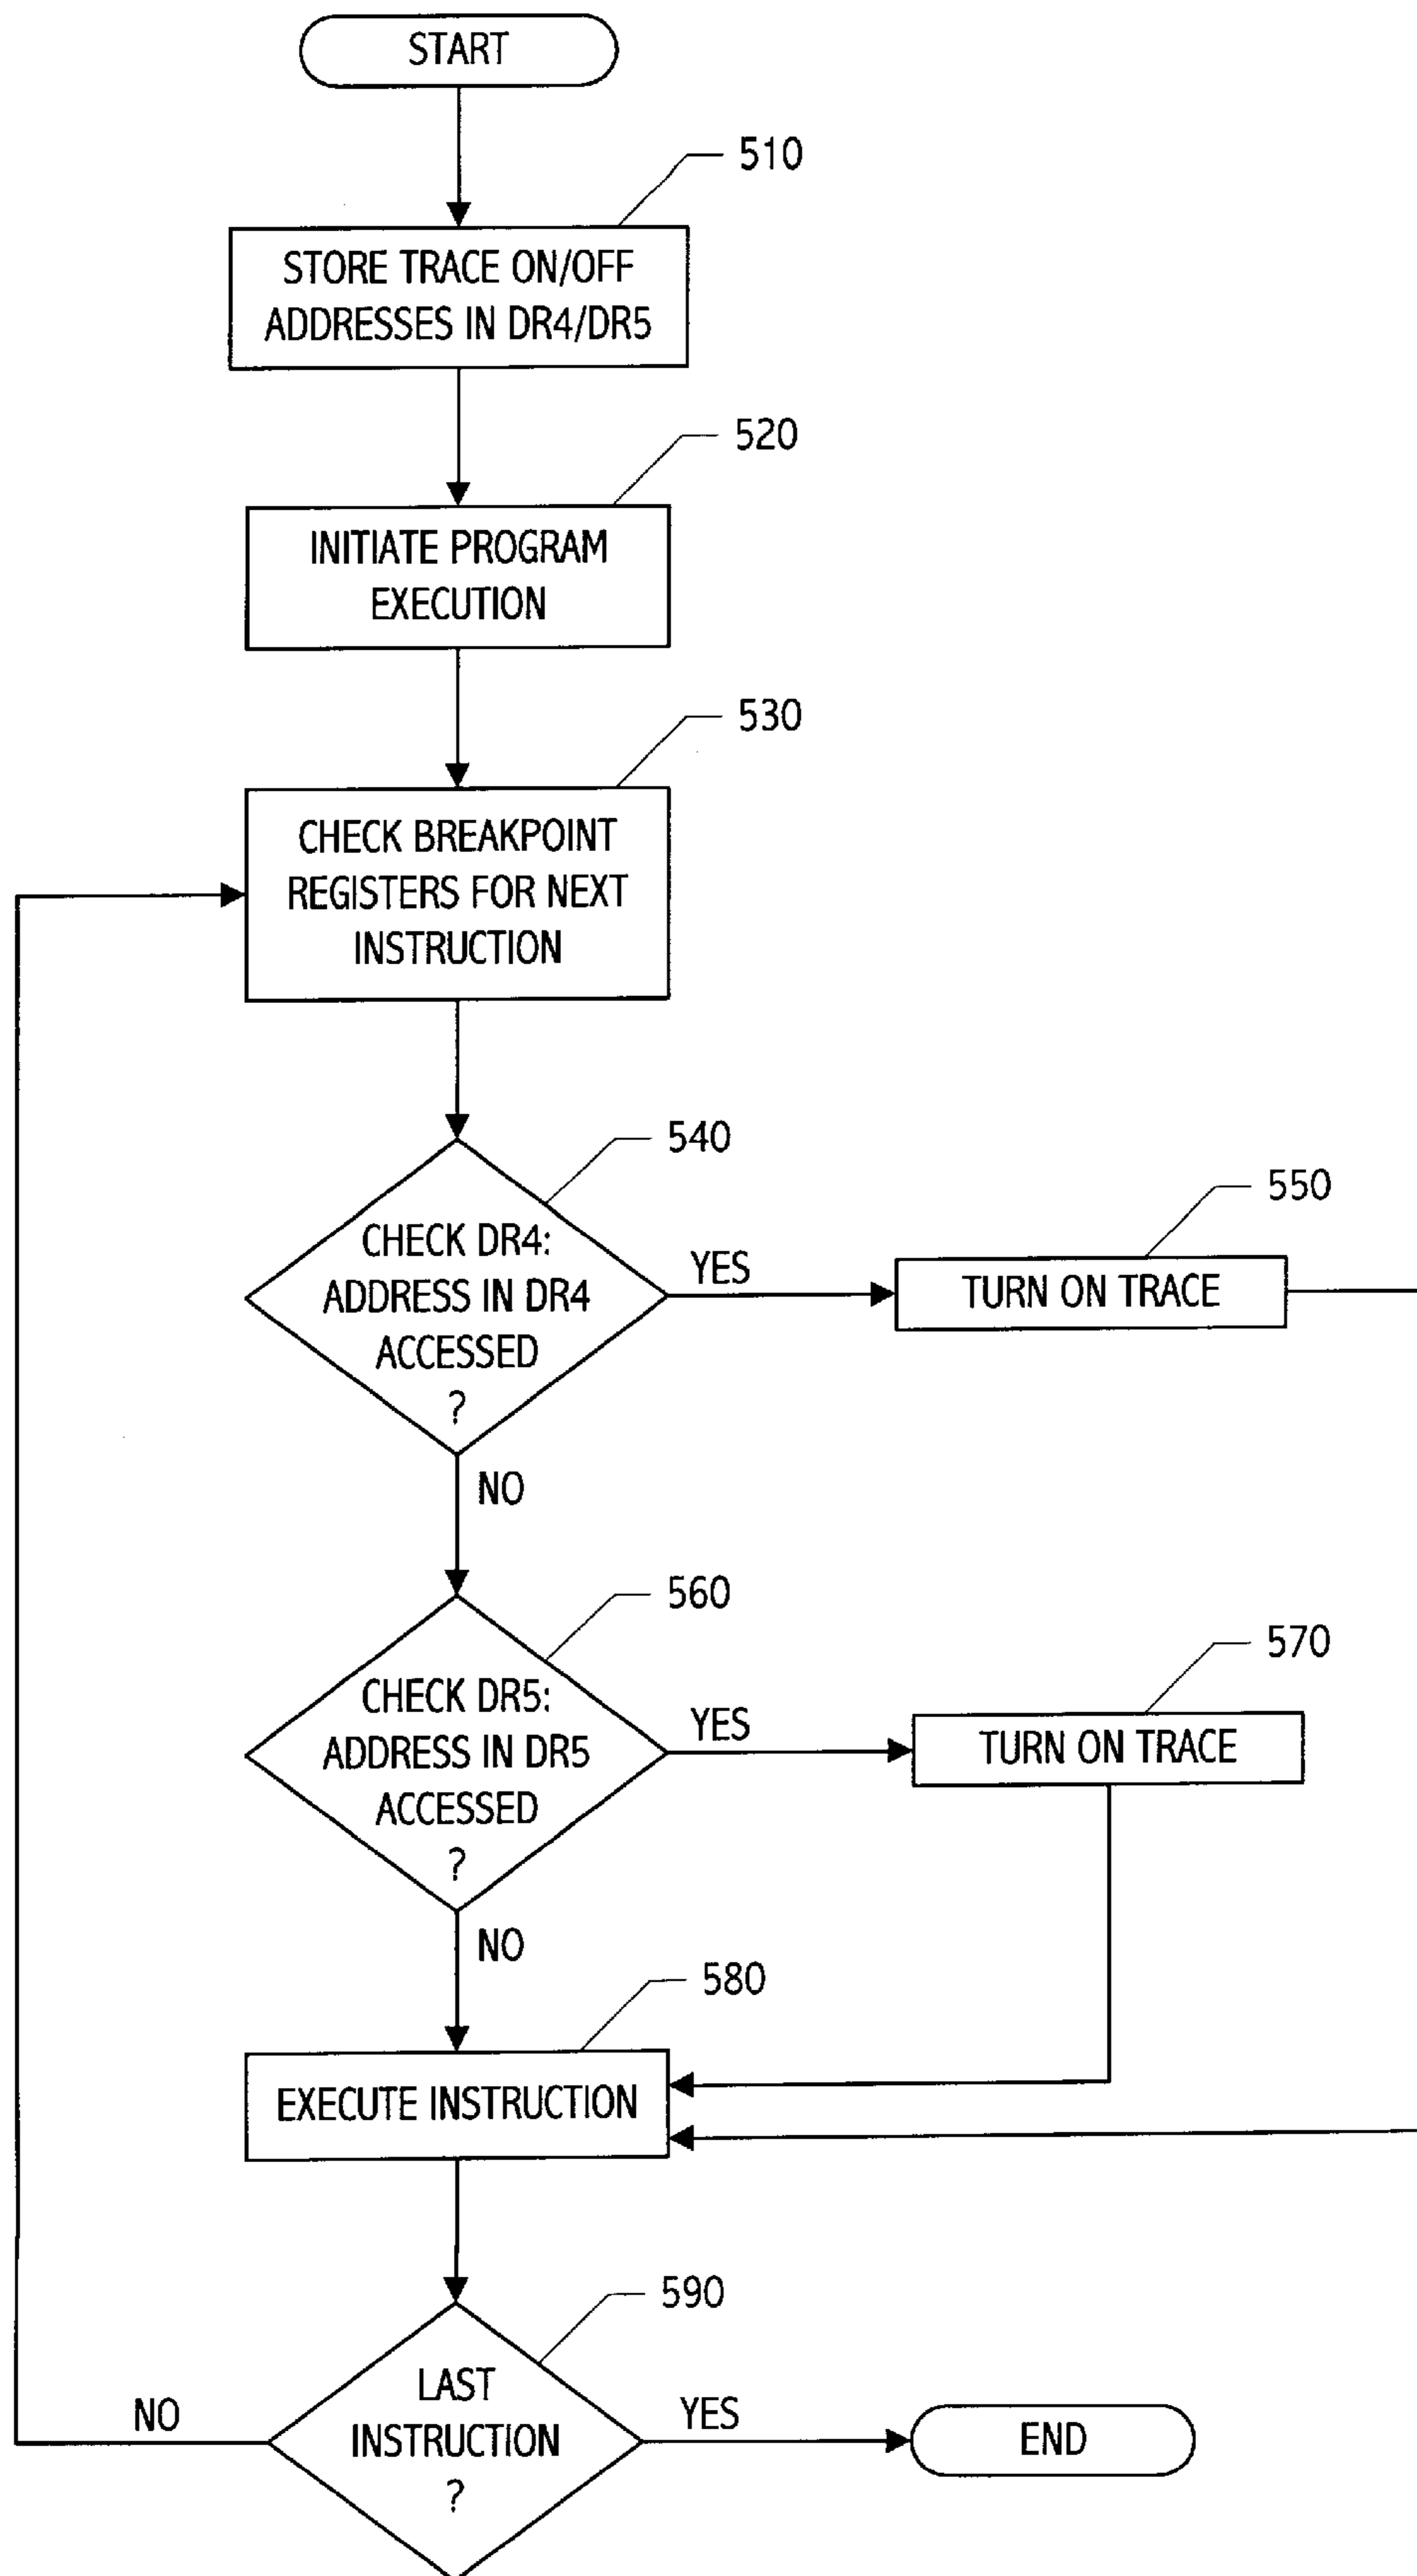 START
510
STORE TRACE ON/OFF
ADDRESSES IN DR4/DR5
520
INITIATE PROGRAM
EXECUTION
530
CHECK BREAKPOINT
REGISTERS FOR NEXT
INSTRUCTION
540
CHECK DR4:
ADDRESS IN DR4
ACCESSED
?
YES
550
TURN ON TRACE
NO
560
CHECK DR5:
ADDRESS IN DR5
ACCESSED
?
YES
570
TURN ON TRACE
NO
580
EXECUTE INSTRUCTION
590
LAST
INSTRUCTION
?
NO
YES
END